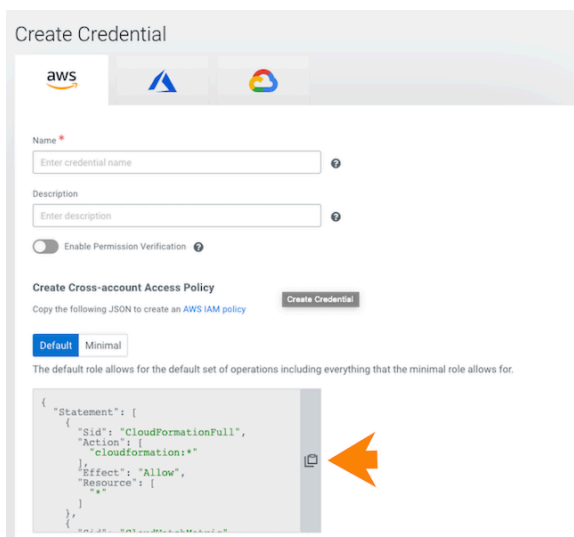 Create Credential
aws
Name *
Enter credential name
Description
Enter description
Enable Permission Verification
Create Cross-account Access Policy
Create Credential
Copy the following JSON to create an AWS IAM policy
Default Minimal
The default role allows for the default set of operations including everything that the minimal role allows for.
{
"Statement": [
{
"Sid": "CloudFormationFull",
"Action": [
"cloudformation:*"
],
"Effect": "Allow",
"Resource": [
"*"
]
},
{